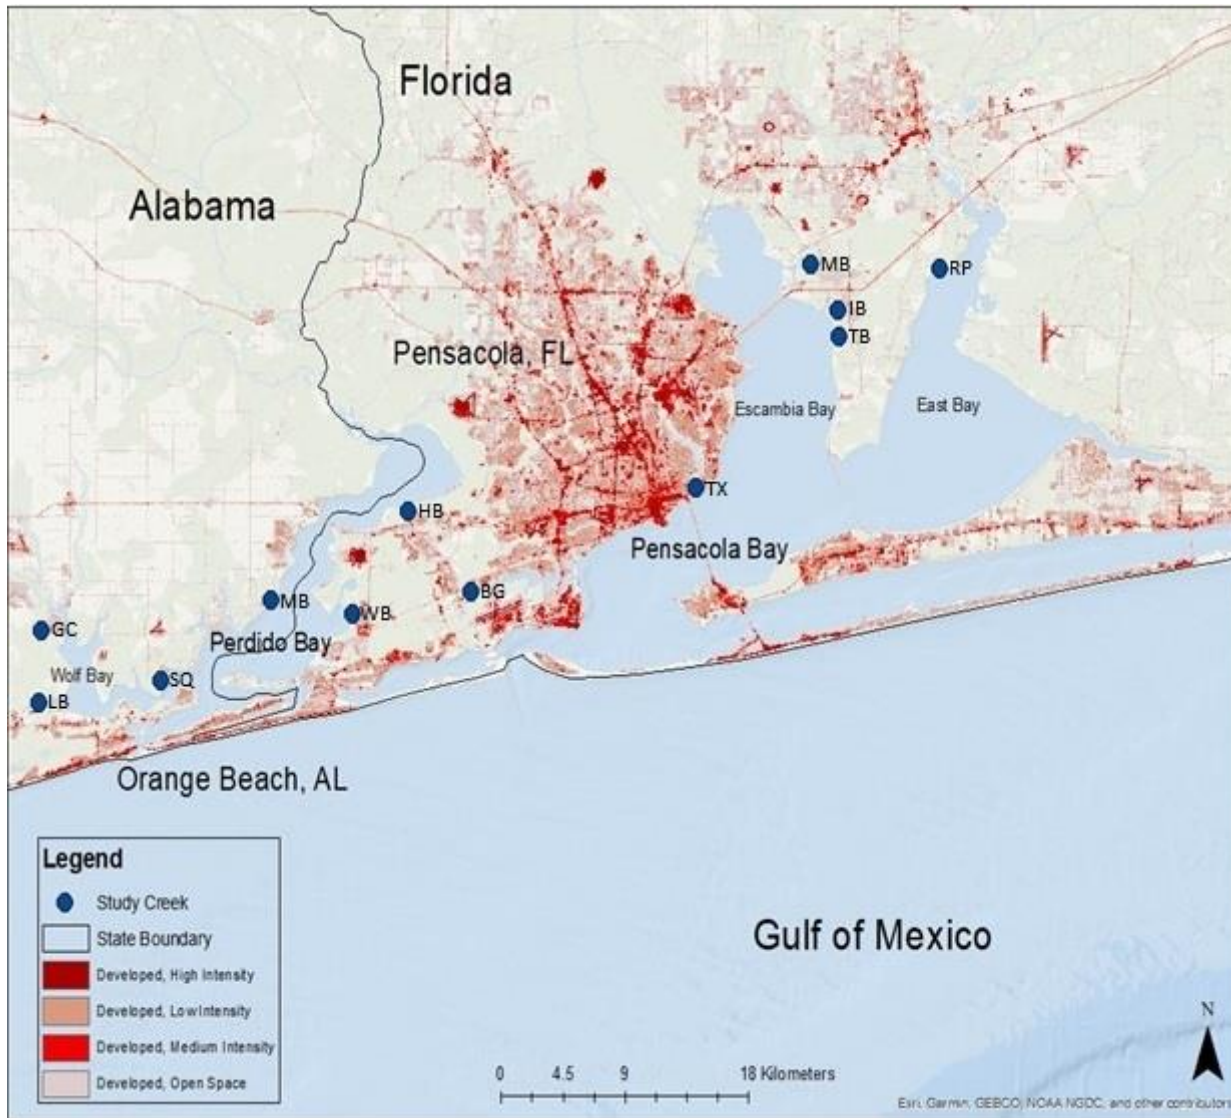 Florida
Alabama
MB
RP
IB
TB
Pensacola, FL
Escambia Bay
East Bay
TX
HB
Pensacola Bay
BG
MB
WB
GC
Perdido Bay
Wolf Bay
SQ
LB
Orange Beach, AL
Legend
Study Creek
State Boundary
Developed, High Intensity
Developed, Low Intensity
Developed, Medium Intensity
Developed, Open Space
Gulf of Mexico
N
0 4.5 9 18 Kilometers
Esri, Garmin, GEBCO, NOAA NGDC, and other contributors